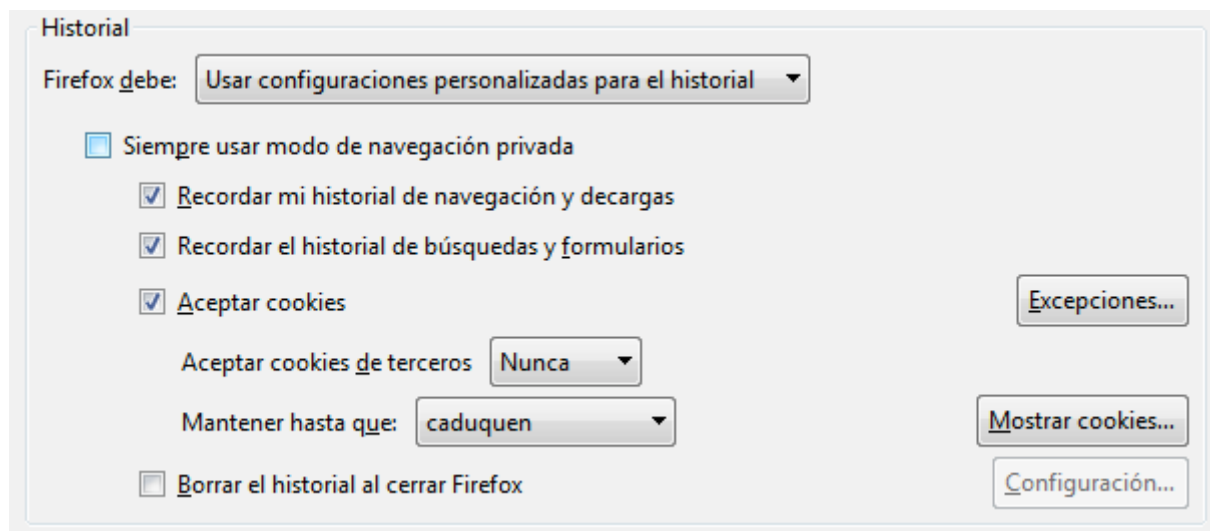 Historial
Firefox debe: Usar configuraciones personalizadas para el historial
Siempre usar modo de navegación privada
Recordar mi historial de navegación y decargas
Recordar el historial de búsquedas y formularios
Aceptar cookies Excepciones...
Aceptar cookies de terceros Nunca
Mantener hasta que: caduquen Mostrar cookies...
Borrar el historial al cerrar Firefox Configuración...